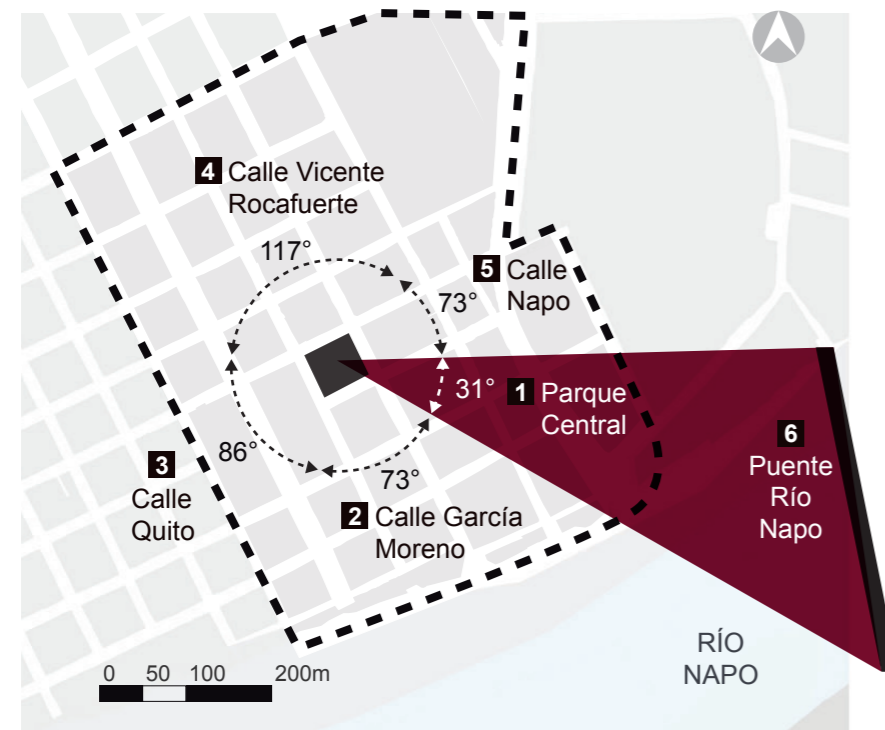 4 Calle Vicente
Rocafuerte
117°
5 Calle
Napo
73°
31°
1 Parque
Central
6
Puente
Río
Napo
86°
3
Calle
Quito
73°
2 Calle García
Moreno
RÍO
NAPO
0 50 100 200m